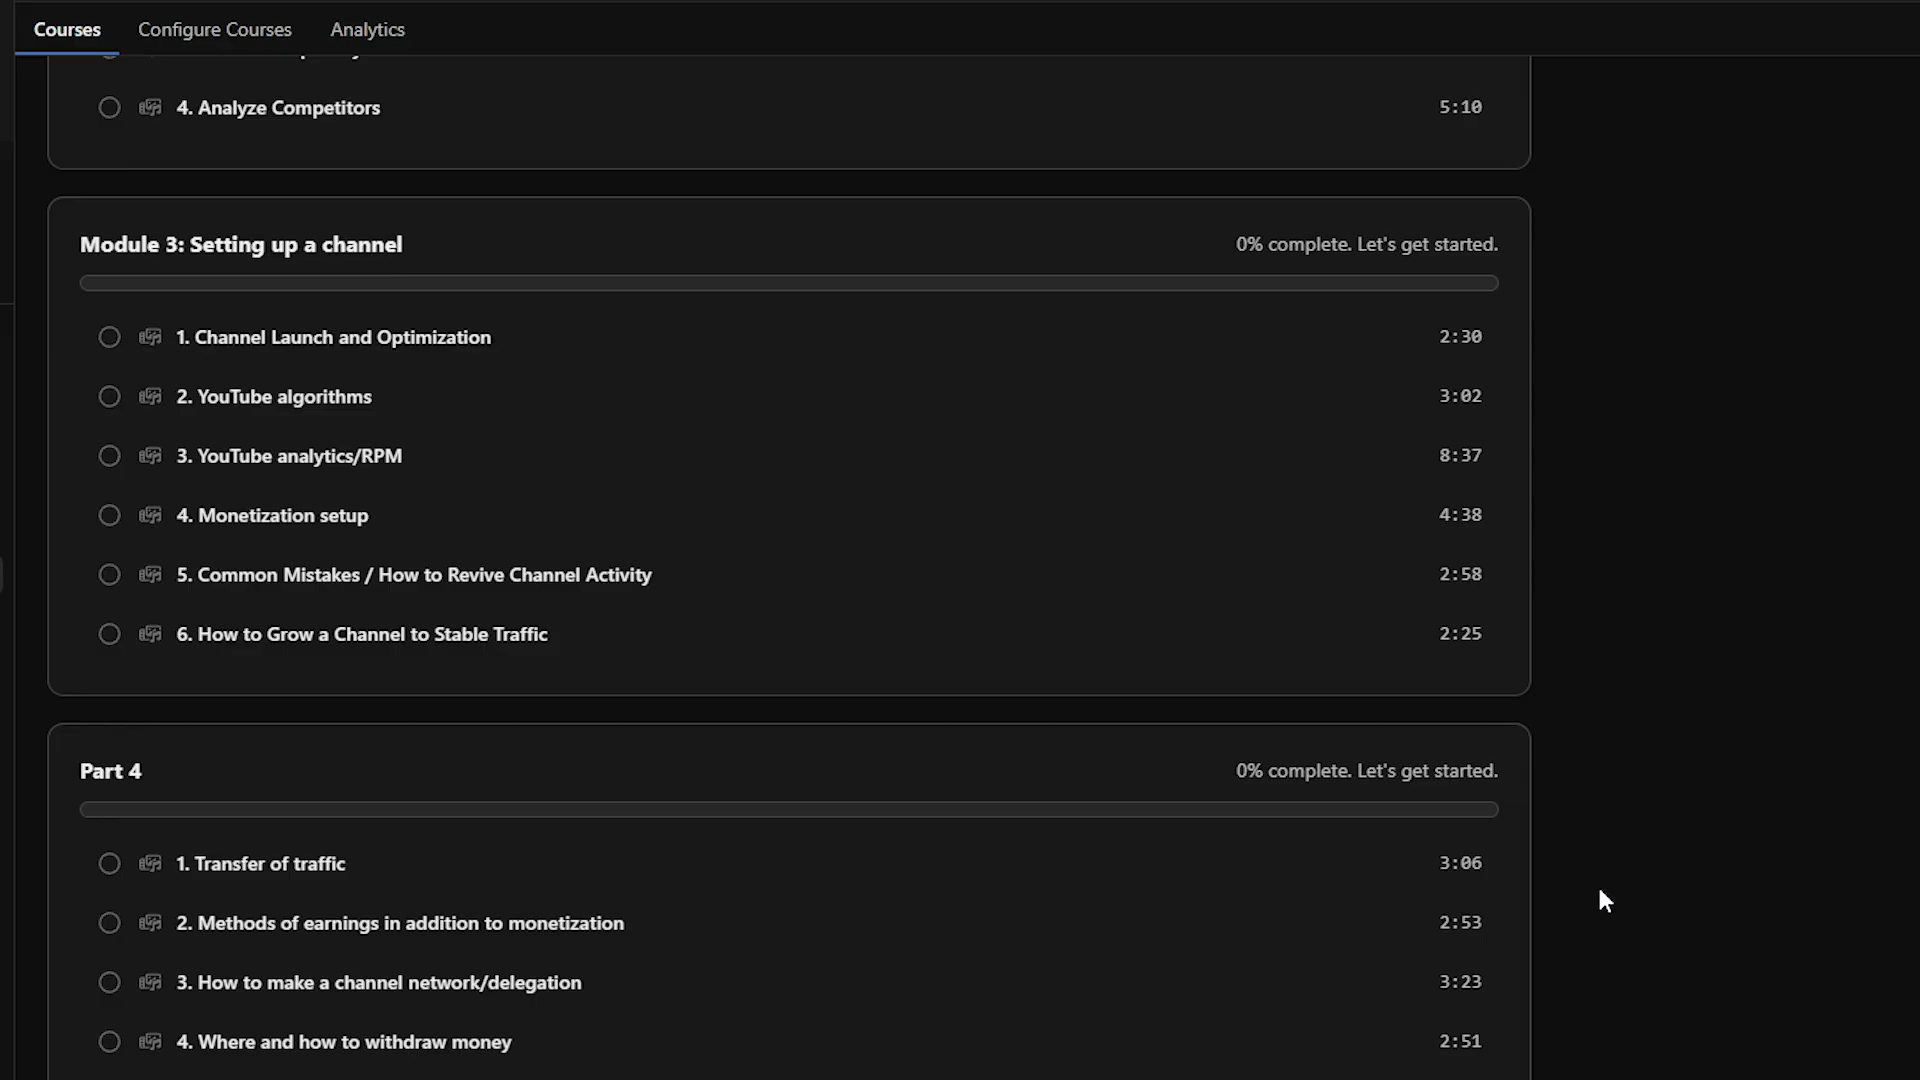 Courses Configure Courses Analytics
4. Analyze Competitors 5:10
Module 3: Setting up a channel 0% complete. Let's get started.
1. Channel Launch and Optimization 2:30
2. YouTube algorithms 3:02
3. YouTube analytics/RPM 8:37
4. Monetization setup 4:38
5. Common Mistakes / How to Revive Channel Activity 2:58
6. How to Grow a Channel to Stable Traffic 2:25
Part 4 0% complete. Let's get started.
1. Transfer of traffic 3:06
2. Methods of earnings in addition to monetization 2:53
3. How to make a channel network/delegation 3:23
4. Where and how to withdraw money 2:51